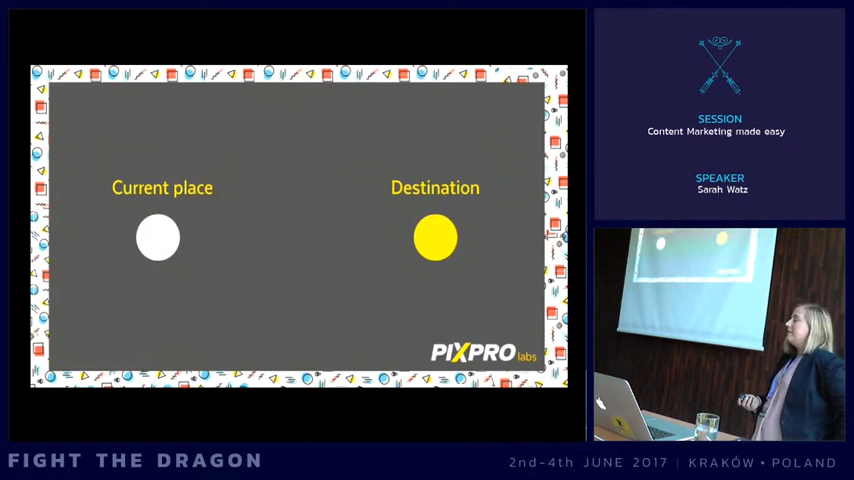 Current place
Destination
PIXPRO labs
SESSION
Content Marketing made easy
SPEAKER
Sarah Watz
FIGHT THE DRAGON
2nd-4th JUNE 2017 | KRAKÓW • POLAND